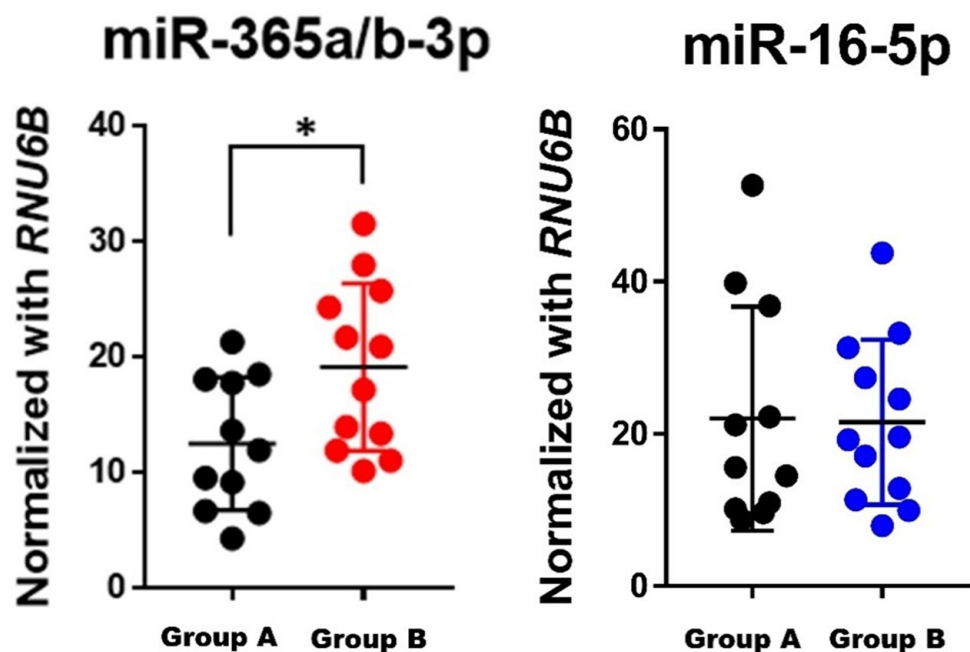 miR-365a/b-3p
Normalized with RNU6B
40
30
20
10
0
*
Group A
Group B
miR-16-5p
Normalized with RNU6B
60
40
20
0
Group A
Group B